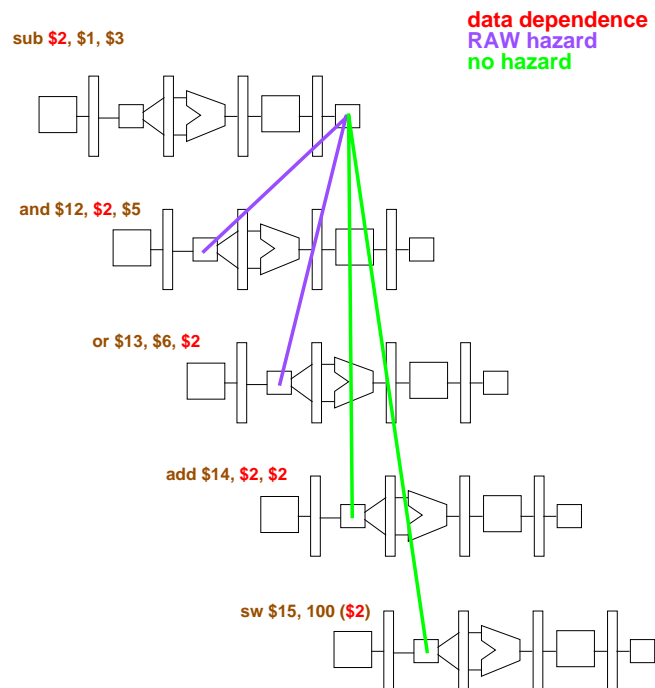 data dependence
RAW hazard
no hazard
sub $2, $1, $3
and $12, $2, $5
or $13, $6, $2
add $14, $2, $2
sw $15, 100 ($2)